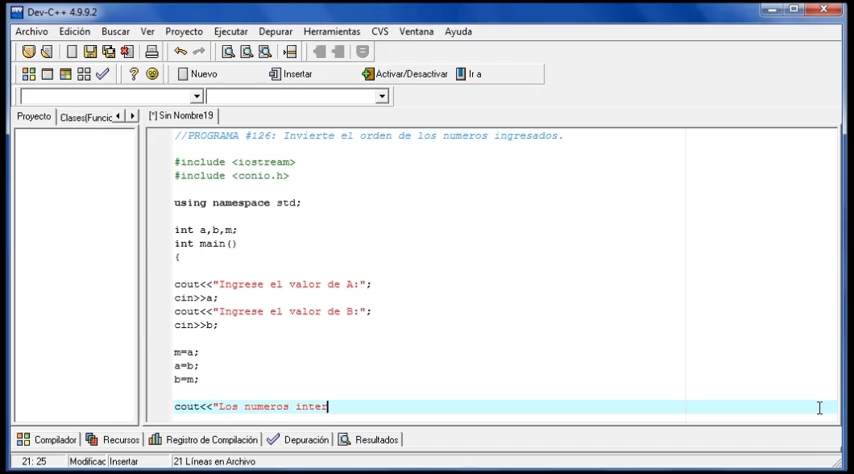 Dev-C++ 4.9.9.2
Archivo Edición Buscar Ver Proyecto Ejecutar Depurar Herramientas CVS Ventana Ayuda
Nuevo Insertar Activar/Desactivar Ir a
Proyecto Clases(Funcio [*] Sin Nombre19
//PROGRAMA #126: Invierte el orden de los numeros ingresados.
#include <iostream>
#include <conio.h>
using namespace std;
int a,b,m;
int main()
{
cout<<"Ingrese el valor de A:";
cin>>a;
cout<<"Ingrese el valor de B:";
cin>>b;
m=a;
a=b;
b=m;
cout<<"Los numeros inter
Compilador Recursos Registro de Compilación Depuración Resultados
21: 25 Modificac Insertar 21 Líneas en Archivo